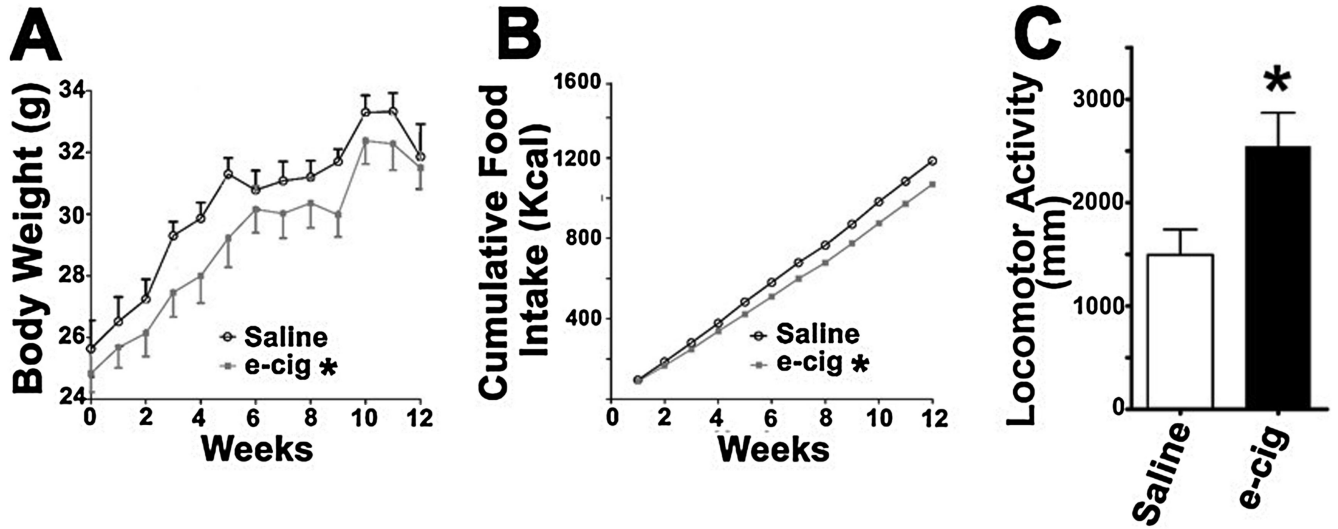 A
Body Weight (g)
34
32
30
28
26
24
0 2 4 6 8 10 12
Weeks
Saline
e-cig *
B
Cumulative Food
Intake (Kcal)
1600
1200
800
400
0 2 4 6 8 10 12
Weeks
Saline
e-cig *
C
Locomotor Activity
(mm)
3000
2000
1000
0
*
Saline
e-cig